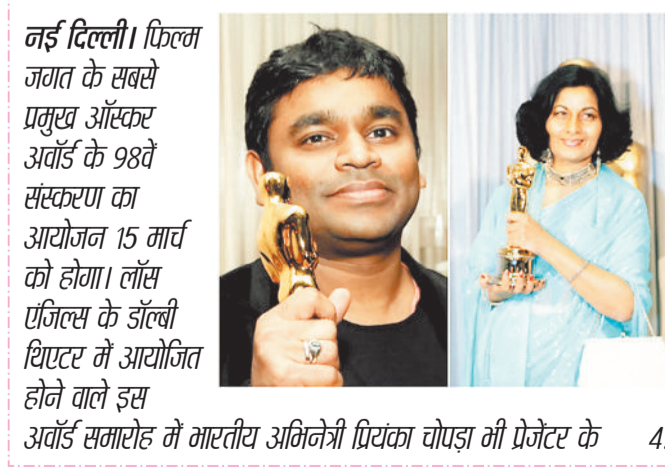 नई दिल्ली। फिल्म
जगत के सबसे
प्रमुख ऑस्कर
अवॉर्ड के 98वें
संस्करण का
आयोजन 15 मार्च
को होगा। लॉस
एंजिल्स के डॉल्बी
थिएटर में आयोजित
होने वाले इस
अवॉर्ड समारोह में भारतीय अभिनेत्री प्रियंका चोपड़ा भी प्रेजेंटर के